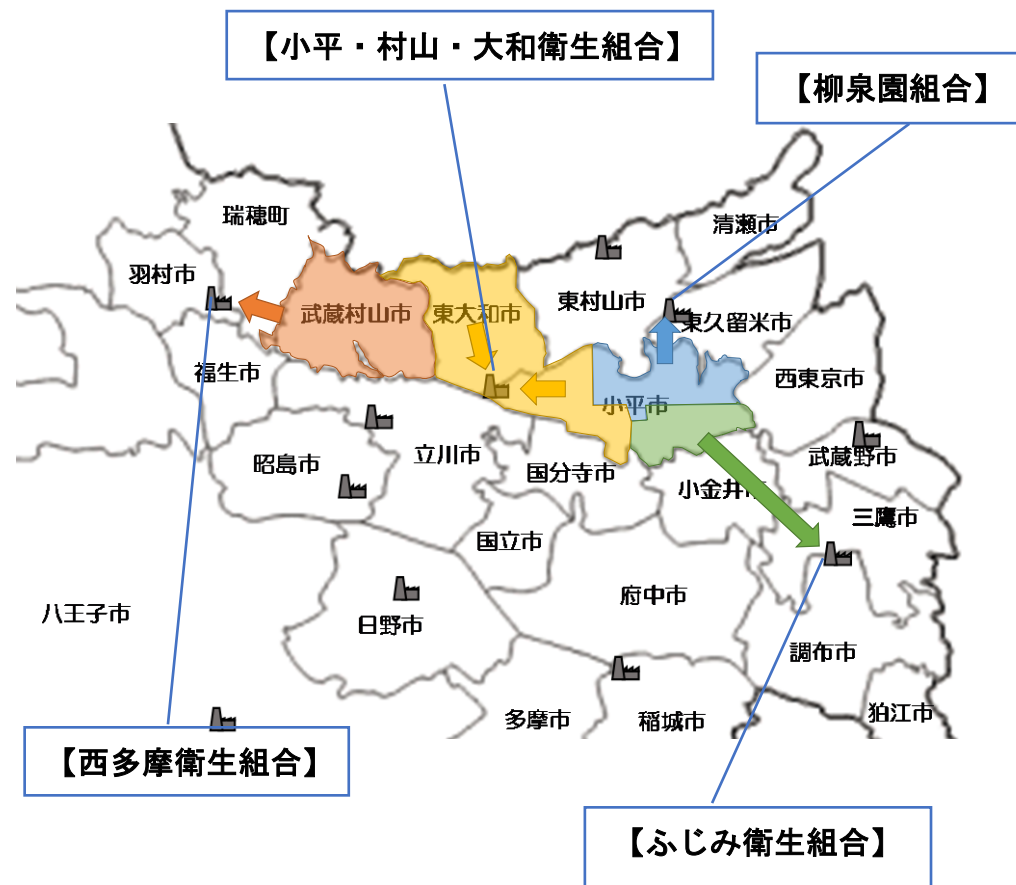 【小平・村山・大和衛生組合】
【柳泉園組合】
瑞穂町
清瀬市
羽村市
東村山市
武蔵村山市
東大和市
東久留米市
福生市
西東京市
小平市
武蔵野市
昭島市
立川市
国分寺市
小金井市
三鷹市
国立市
府中市
八王子市
日野市
調布市
多摩市
稲城市
狛江市
【西多摩衛生組合】
【ふじみ衛生組合】